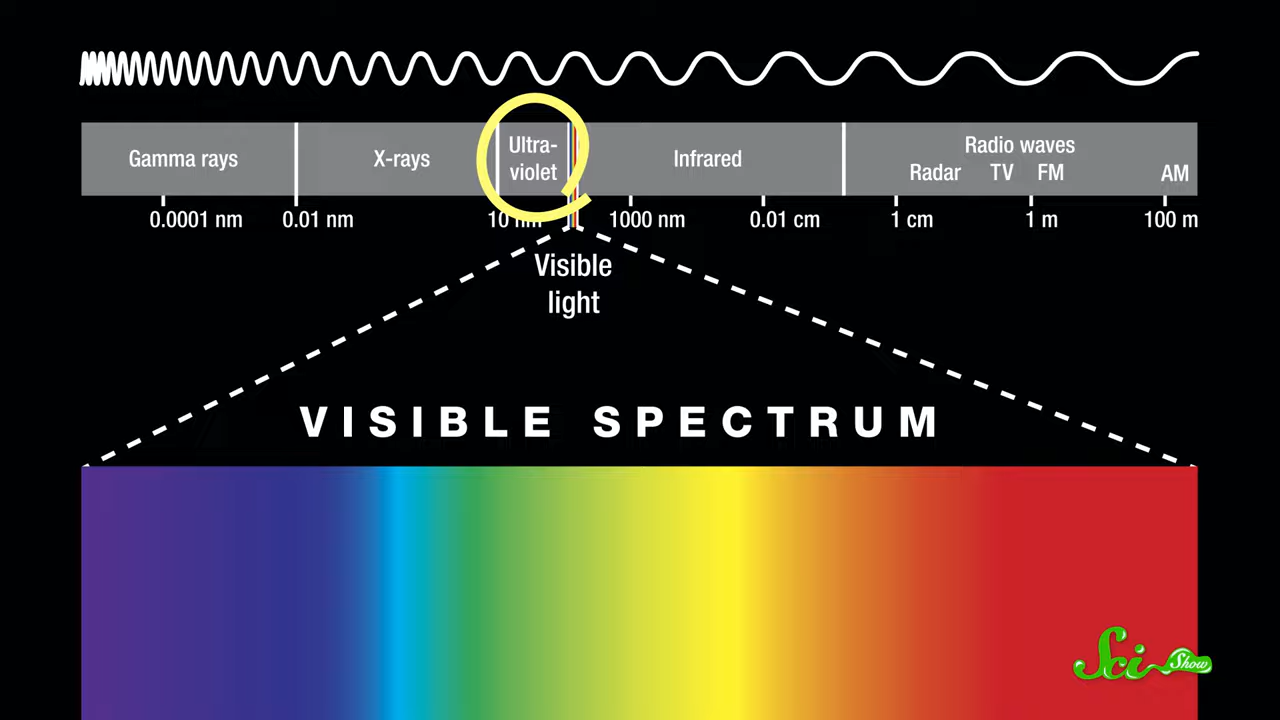 Gamma rays
X-rays
Ultra-
violet
Infrared
Radio waves
Radar TV FM AM
0.0001 nm 0.01 nm 10 nm 1000 nm 0.01 cm 1 cm 1 m 100 m
Visible
light
VISIBLE SPECTRUM
Sci Show